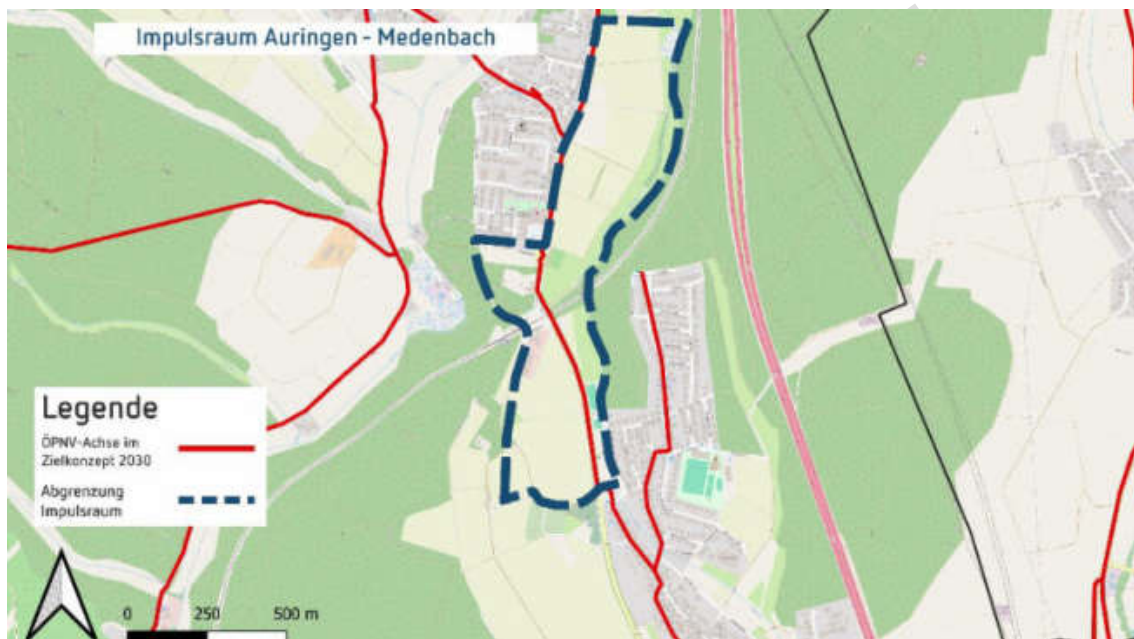 Impulsraum Auringen - Medenbach
Legende
ÖPNV-Achse im
Zielkonzept 2030
Abgrenzung
Impulsraum
0 250 500 m